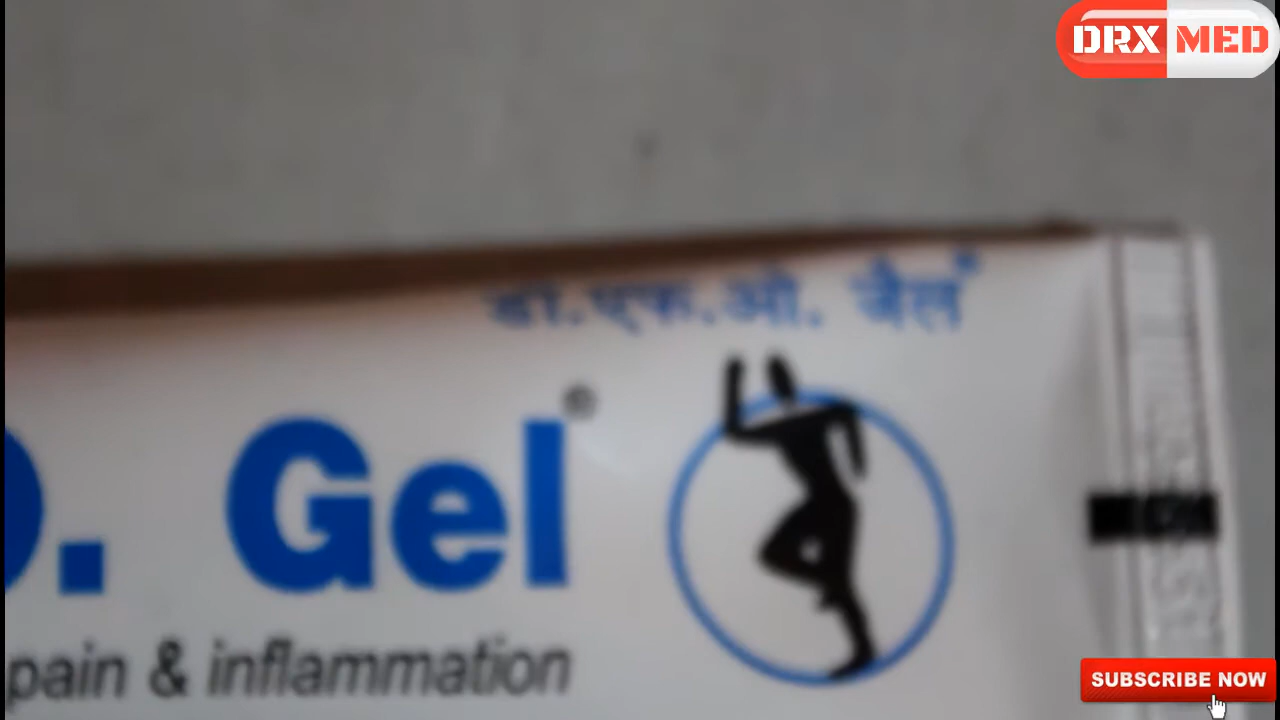 DRX MED
डी.एफ.ओ. जैल
. Gel®
pain & inflammation
SUBSCRIBE NOW